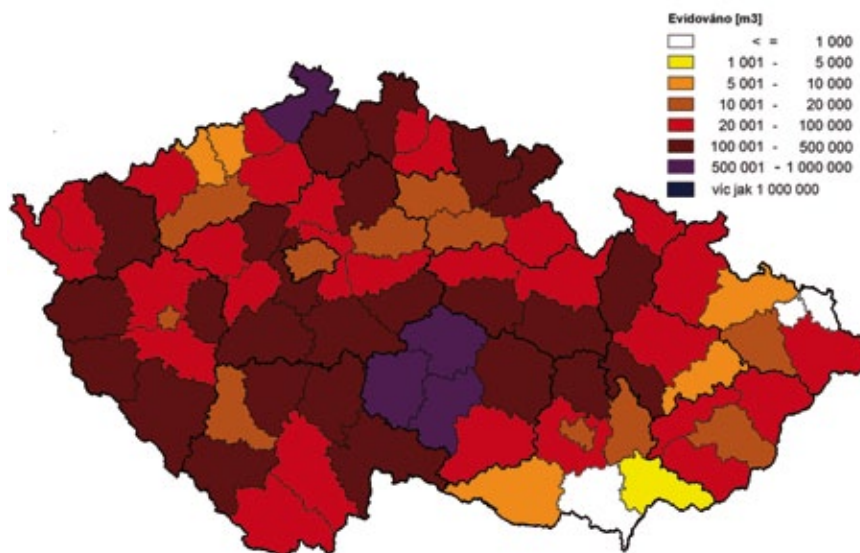 Evidováno [m3]
< = 1 000
1 001 - 5 000
5 001 - 10 000
10 001 - 20 000
20 001 - 100 000
100 001 - 500 000
500 001 - 1 000 000
víc jak 1 000 000